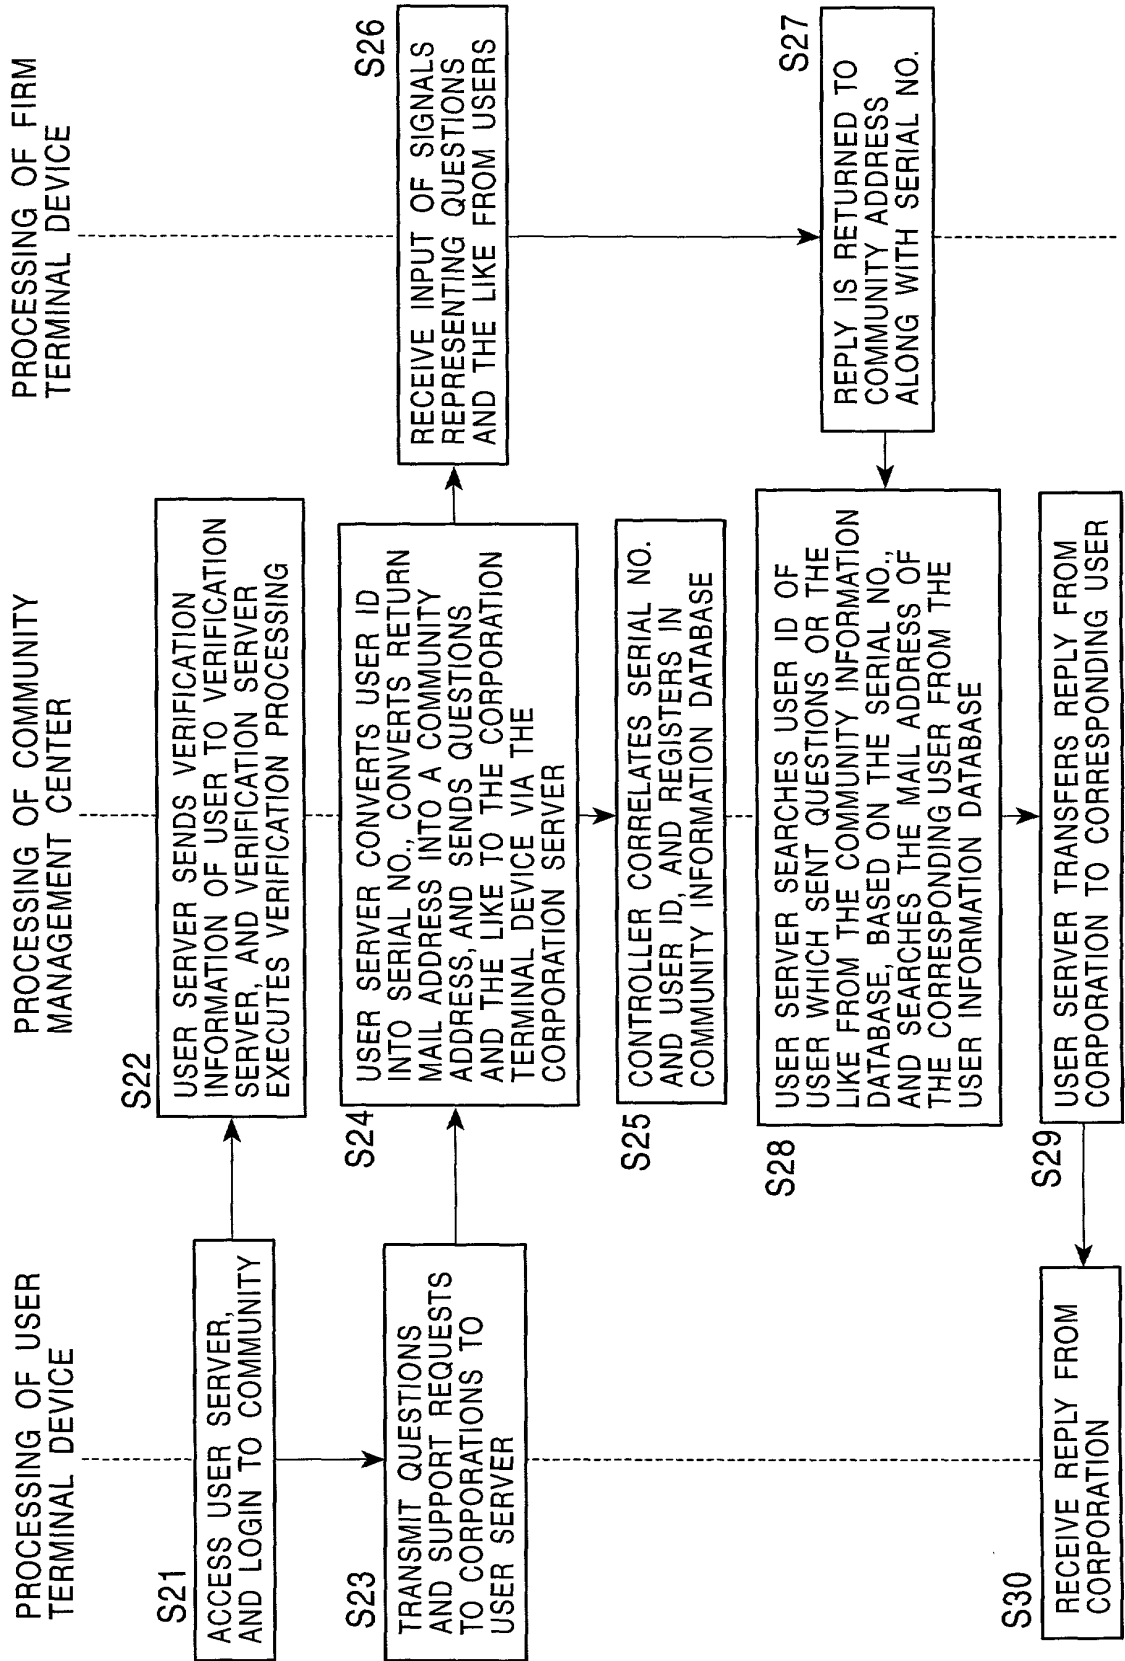 PROCESSING OF USER
TERMINAL DEVICE
PROCESSING OF COMMUNITY
MANAGEMENT CENTER
PROCESSING OF FIRM
TERMINAL DEVICE
S21
ACCESS USER SERVER,
AND LOGIN TO COMMUNITY
S22
USER SERVER SENDS VERIFICATION
INFORMATION OF USER TO VERIFICATION
SERVER, AND VERIFICATION SERVER
EXECUTES VERIFICATION PROCESSING
S23
TRANSMIT QUESTIONS
AND SUPPORT REQUESTS
TO CORPORATIONS TO
USER SERVER
S24
USER SERVER CONVERTS USER ID
INTO SERIAL NO., CONVERTS RETURN
MAIL ADDRESS INTO A COMMUNITY
ADDRESS, AND SENDS QUESTIONS
AND THE LIKE TO THE CORPORATION
TERMINAL DEVICE VIA THE
CORPORATION SERVER
S26
RECEIVE INPUT OF SIGNALS
REPRESENTING QUESTIONS
AND THE LIKE FROM USERS
S25
CONTROLLER CORRELATES SERIAL NO.
AND USER ID, AND REGISTERS IN
COMMUNITY INFORMATION DATABASE
S27
REPLY IS RETURNED TO
COMMUNITY ADDRESS
ALONG WITH SERIAL NO.
S28
USER SERVER SEARCHES USER ID OF
USER WHICH SENT QUESTIONS OR THE
LIKE FROM THE COMMUNITY INFORMATION
DATABASE, BASED ON THE SERIAL NO.,
AND SEARCHES THE MAIL ADDRESS OF
THE CORRESPONDING USER FROM THE
USER INFORMATION DATABASE
S29
USER SERVER TRANSFERS REPLY FROM
CORPORATION TO CORRESPONDING USER
S30
RECEIVE REPLY FROM
CORPORATION